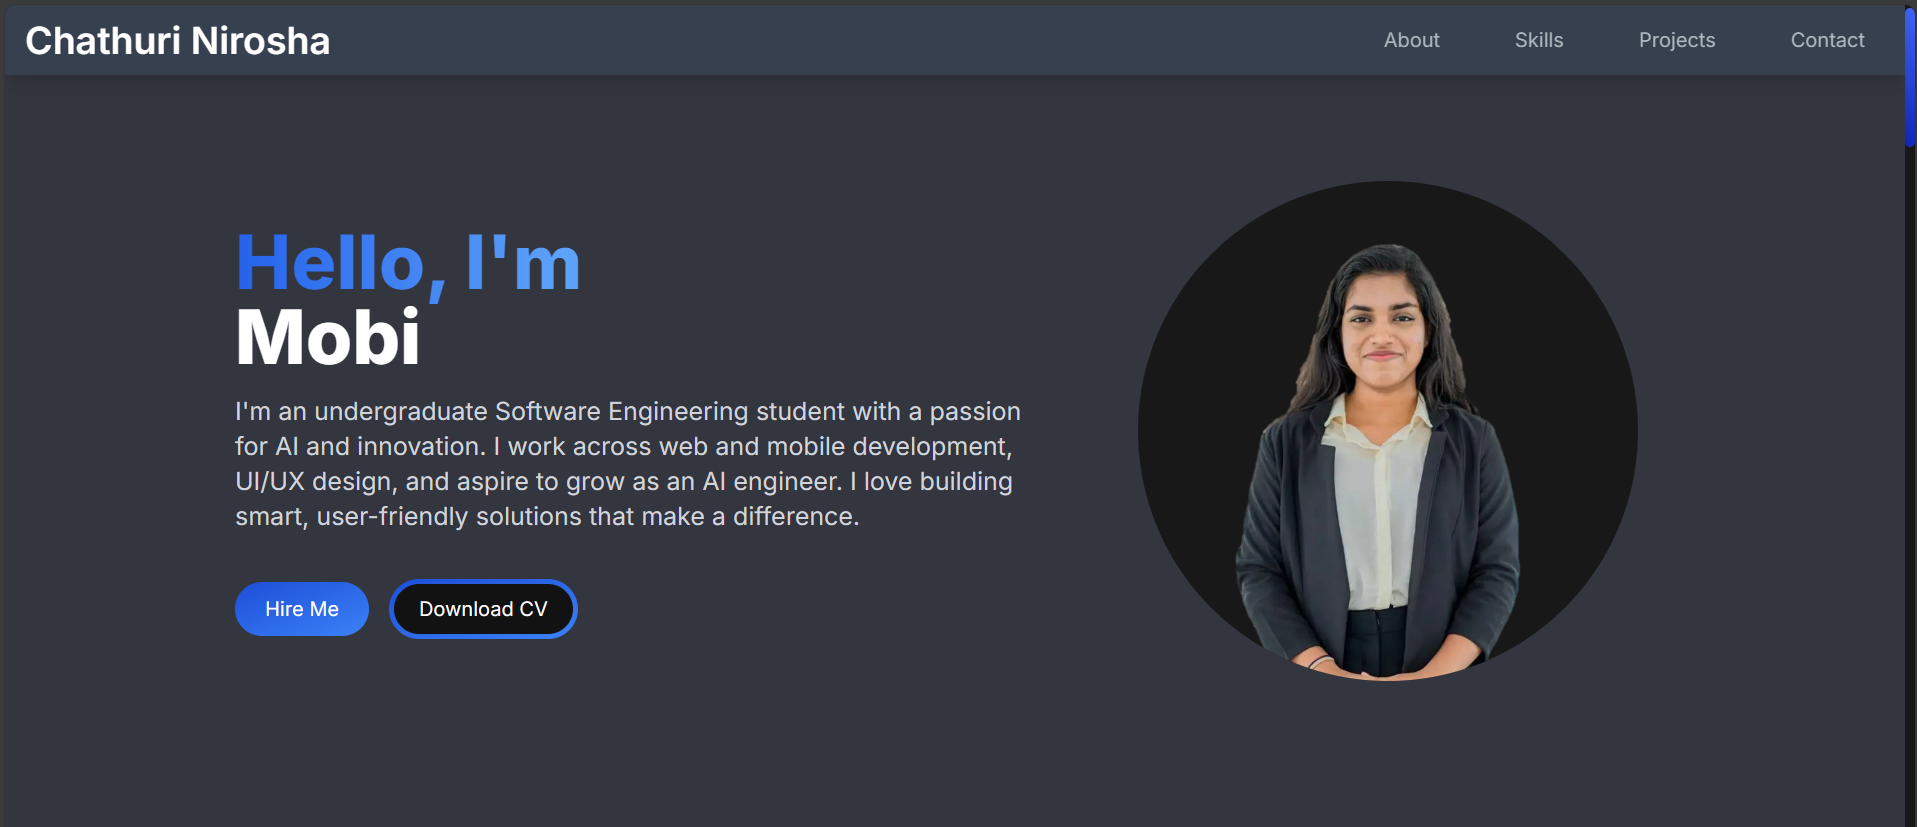 Chathuri Nirosha
About
Skills
Projects
Contact
Hello, I'm
Mobi
I'm an undergraduate Software Engineering student with a passion
for AI and innovation. I work across web and mobile development,
UI/UX design, and aspire to grow as an AI engineer. I love building
smart, user-friendly solutions that make a difference.
Hire Me
Download CV